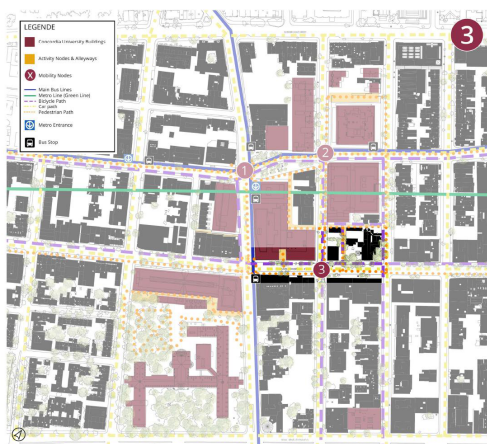 LEGENDE
Concordia University Buildings
Activity Nodes & Alleyways
X
Mobility Nodes
Main Bus Lines
Metro Line (Green Line)
Bicycle Path
Car path
Pedestrian Path
Metro Entrance
Bus Stop
3
2
1
3